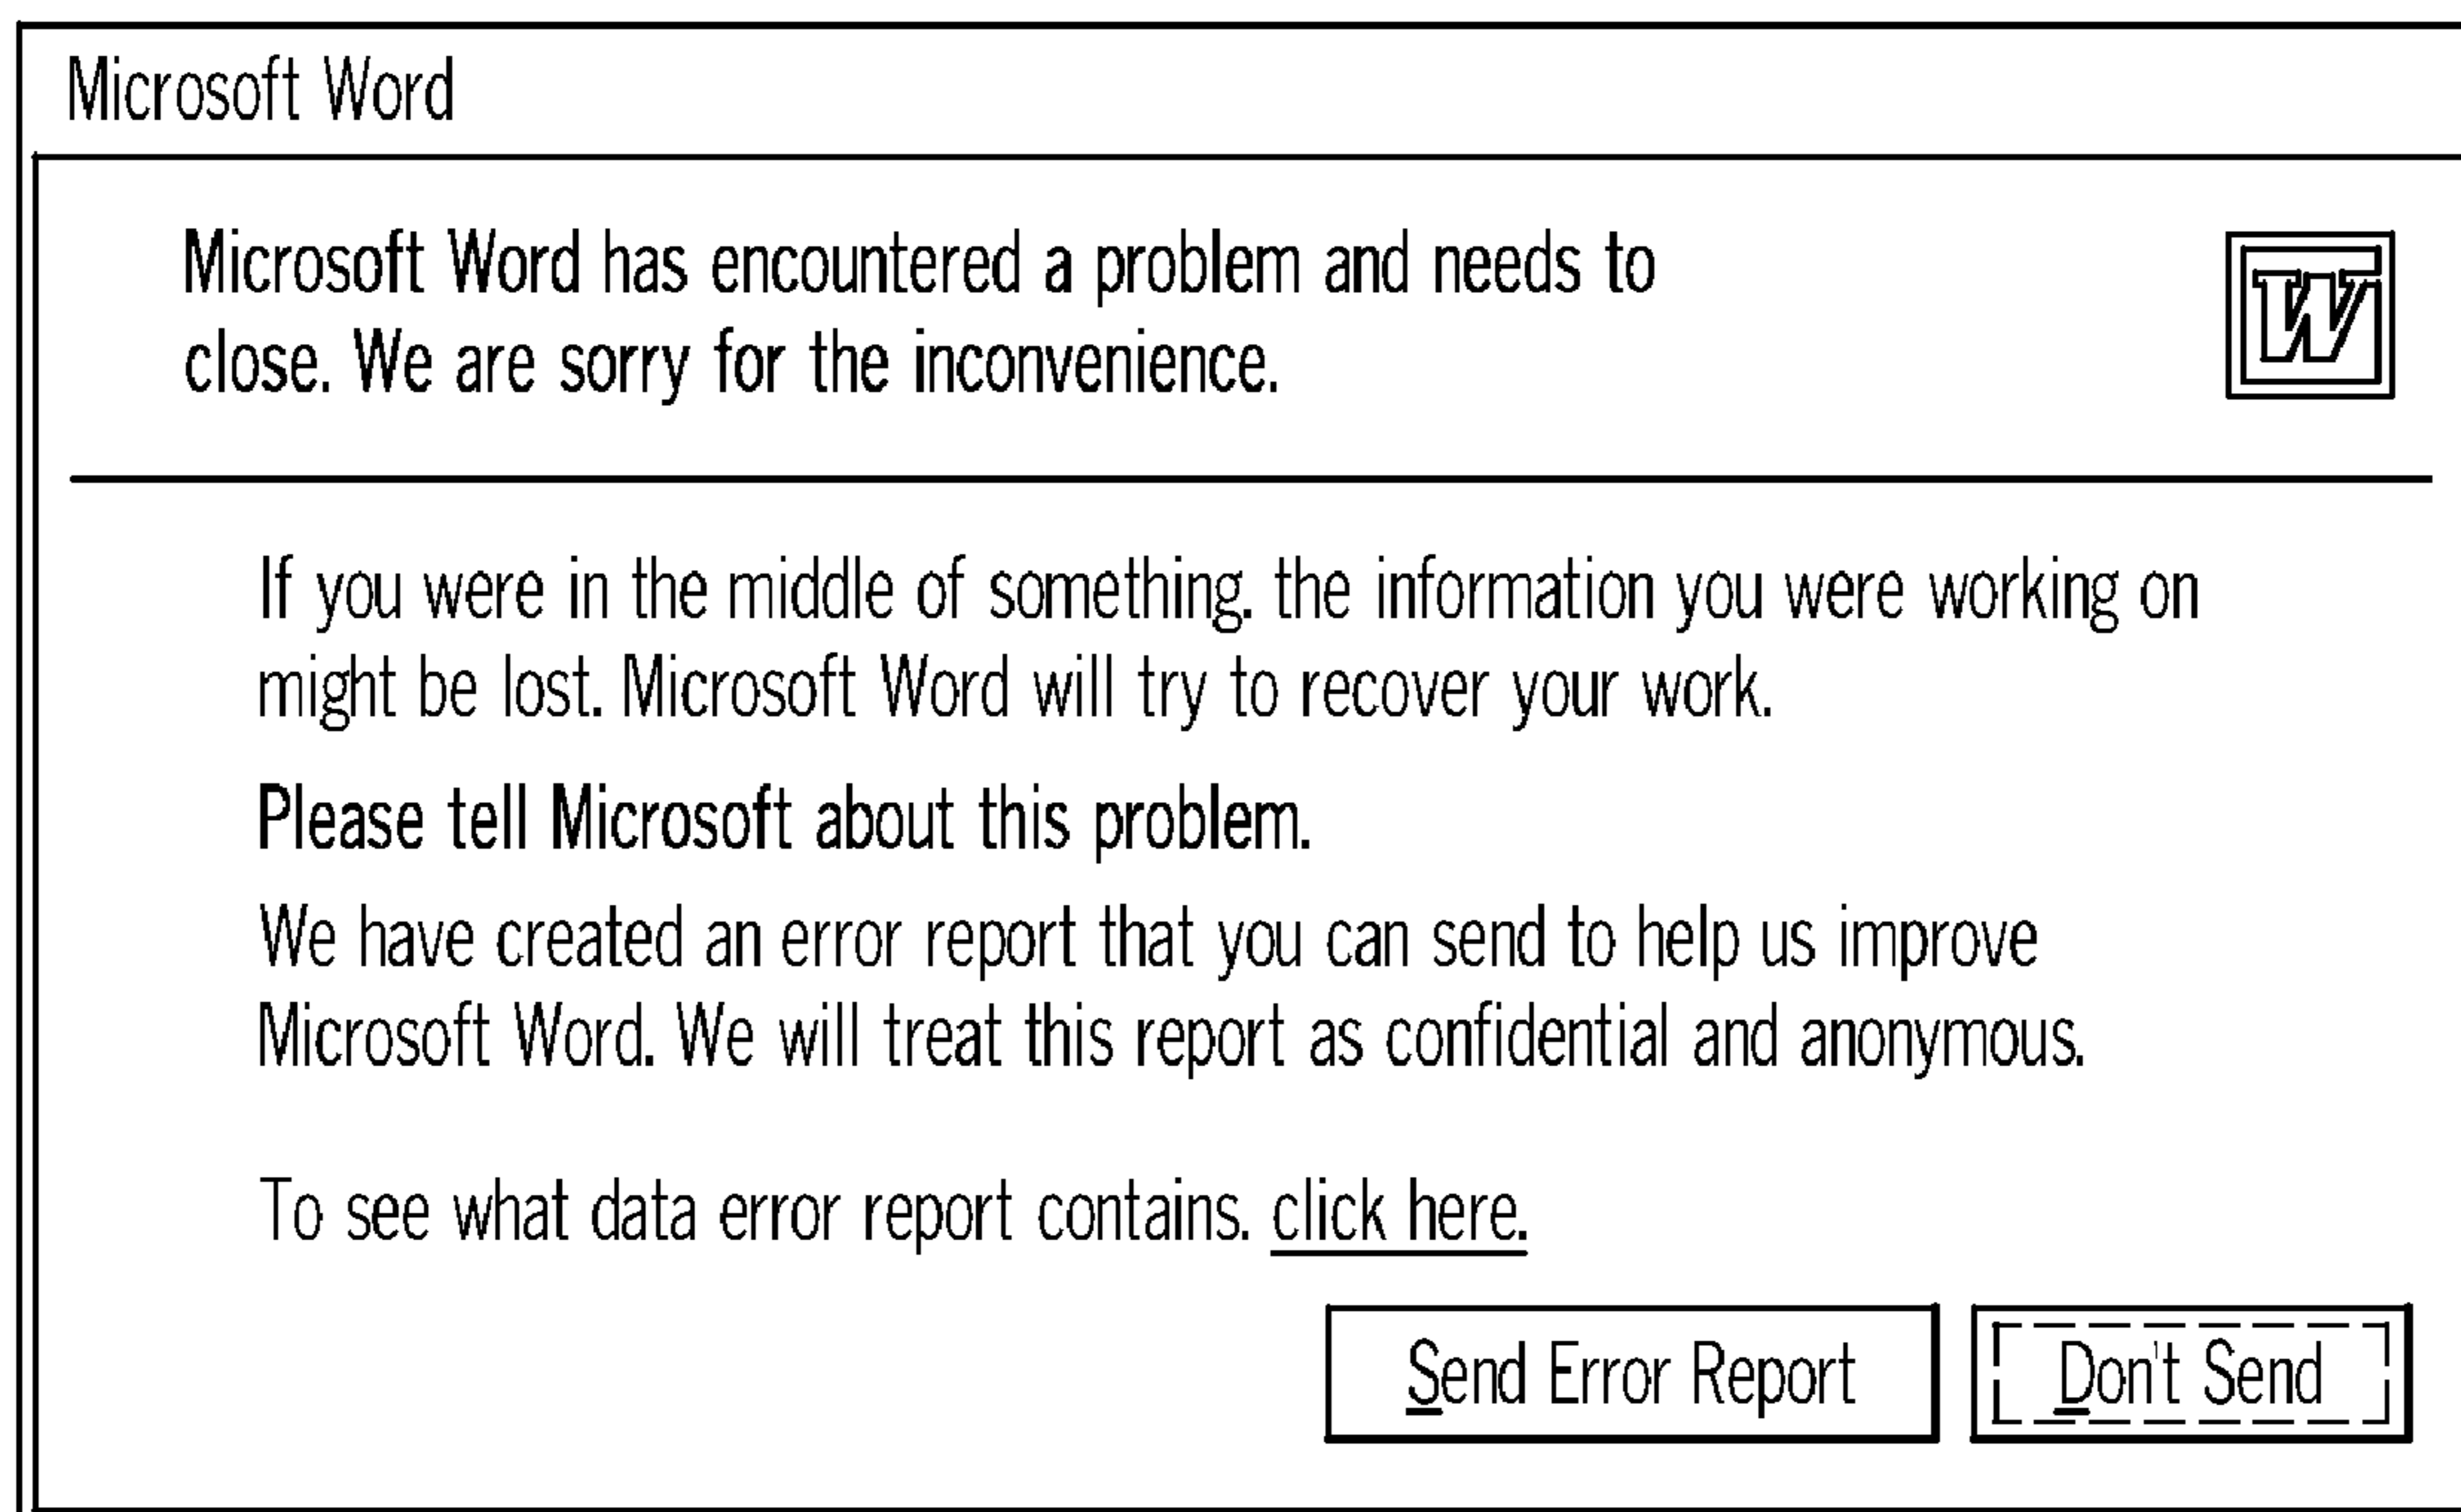 Microsoft Word
Microsoft Word has encountered a problem and needs to
close. We are sorry for the inconvenience.
W
If you were in the middle of something. the information you were working on
might be lost. Microsoft Word will try to recover your work.
Please tell Microsoft about this problem.
We have created an error report that you can send to help us improve
Microsoft Word. We will treat this report as confidential and anonymous.
To see what data error report contains. click here.
Send Error Report
Don't Send